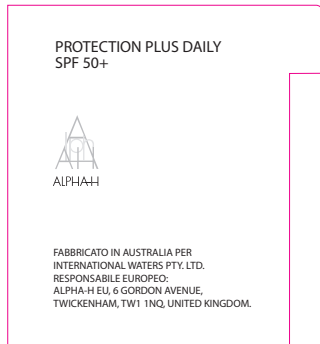 PROTECTION PLUS DAILY
SPF 50+
ALPHA-H
FABBRICATO IN AUSTRALIA PER
INTERNATIONAL WATERS PTY. LTD.
RESPONSABILE EUROPEO:
ALPHA-H EU, 6 GORDON AVENUE,
TWICKENHAM, TW1 1NQ, UNITED KINGDOM.